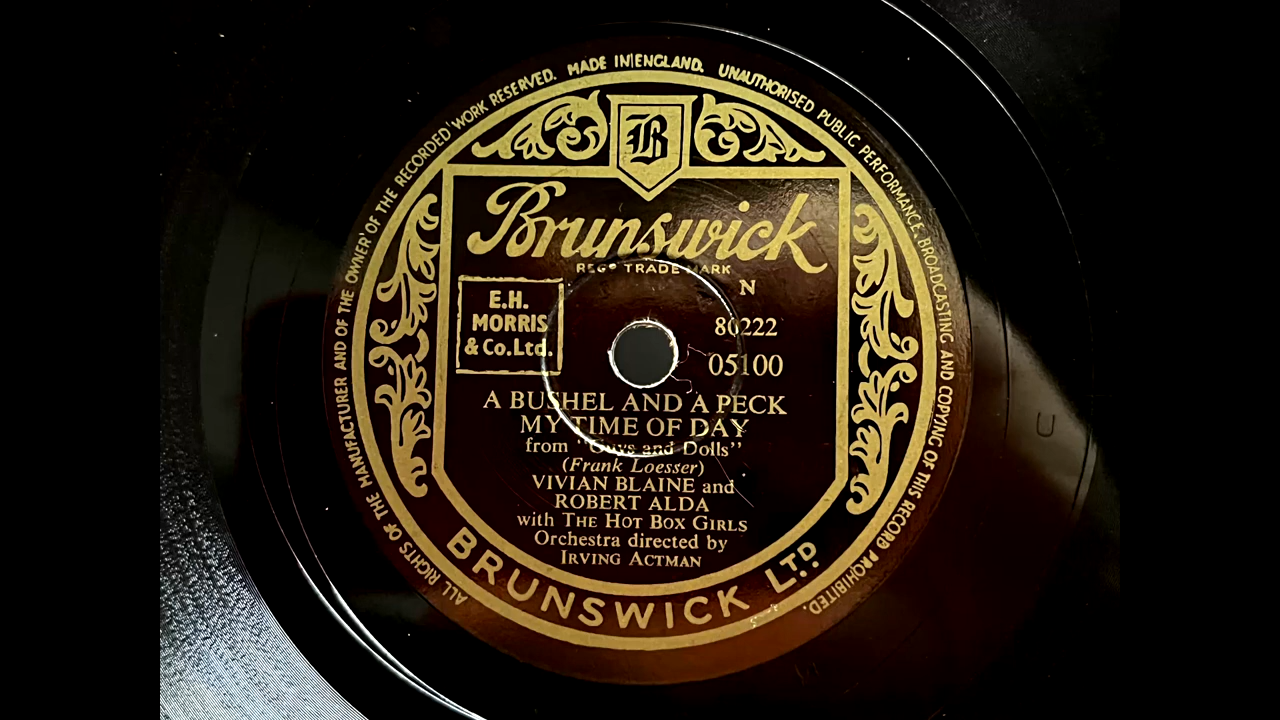 ALL RIGHTS OF THE MANUFACTURER AND OF THE OWNER OF THE RECORDED WORK RESERVED. MADE IN ENGLAND. UNAUTHORISED PUBLIC PERFORMANCE, BROADCASTING AND COPYING OF THIS RECORD PROHIBITED.
B
Brunswick
REGD TRADE MARK
N
E.H.
MORRIS
& Co.Ltd.
80222
05100
A BUSHEL AND A PECK
MY TIME OF DAY
from "Guys and Dolls"
(Frank Loesser)
VIVIAN BLAINE and
ROBERT ALDA
with THE HOT BOX GIRLS
Orchestra directed by
IRVING ACTMAN
BRUNSWICK LTD